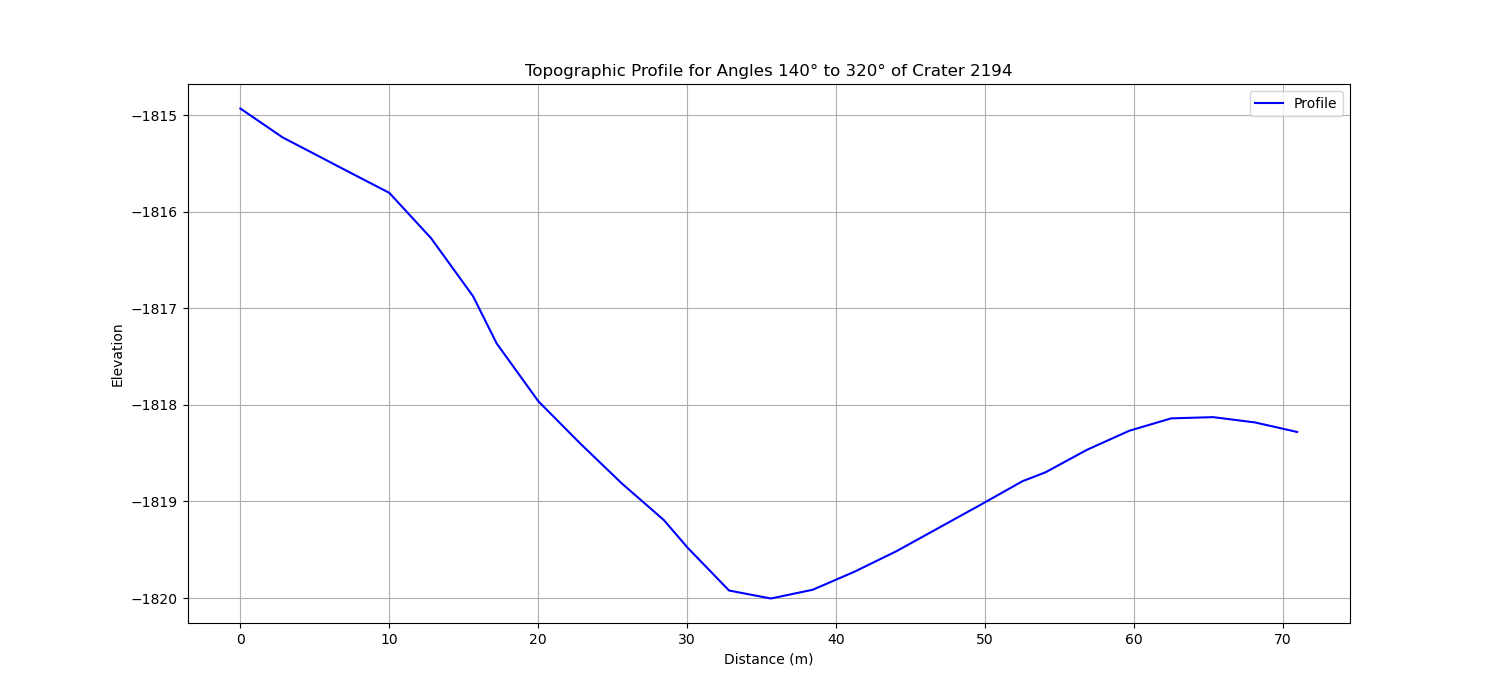 Topographic Profile for Angles 140° to 320° of Crater 2194
Profile
Elevation
−1815
−1816
−1817
−1818
−1819
−1820
0 10 20 30 40 50 60 70
Distance (m)